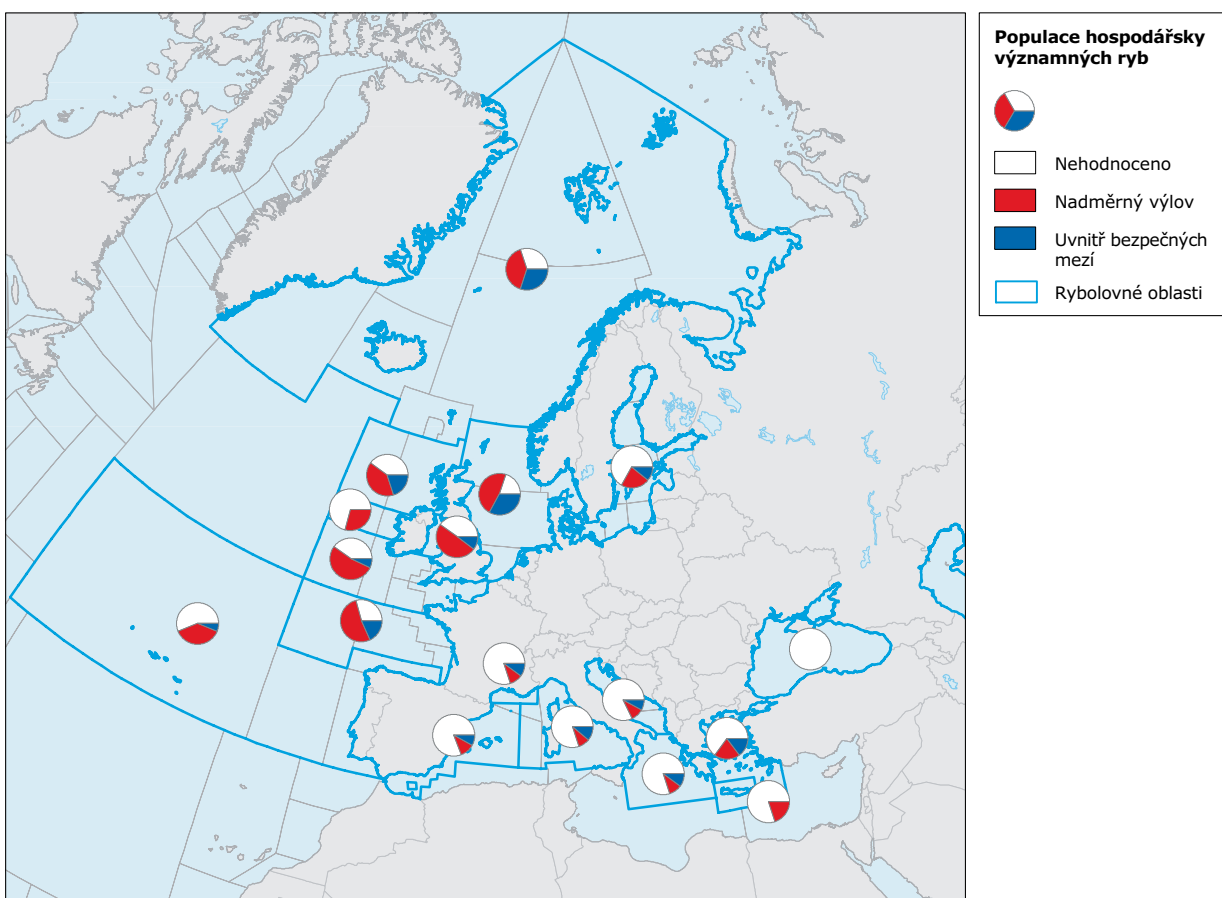 Populace hospodářsky
významných ryb
Nehodnoceno
Nadměrný výlov
Uvnitř bezpečných
mezí
Rybolovné oblasti